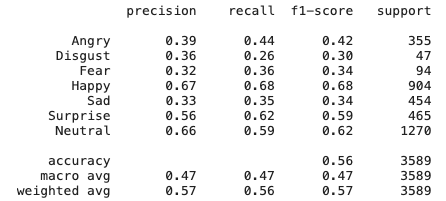 precision recall f1-score support
Angry 0.39 0.44 0.42 355
Disgust 0.36 0.26 0.30 47
Fear 0.32 0.36 0.34 94
Happy 0.67 0.68 0.68 904
Sad 0.33 0.35 0.34 454
Surprise 0.56 0.62 0.59 465
Neutral 0.66 0.59 0.62 1270
accuracy 0.56 3589
macro avg 0.47 0.47 0.47 3589
weighted avg 0.57 0.56 0.57 3589